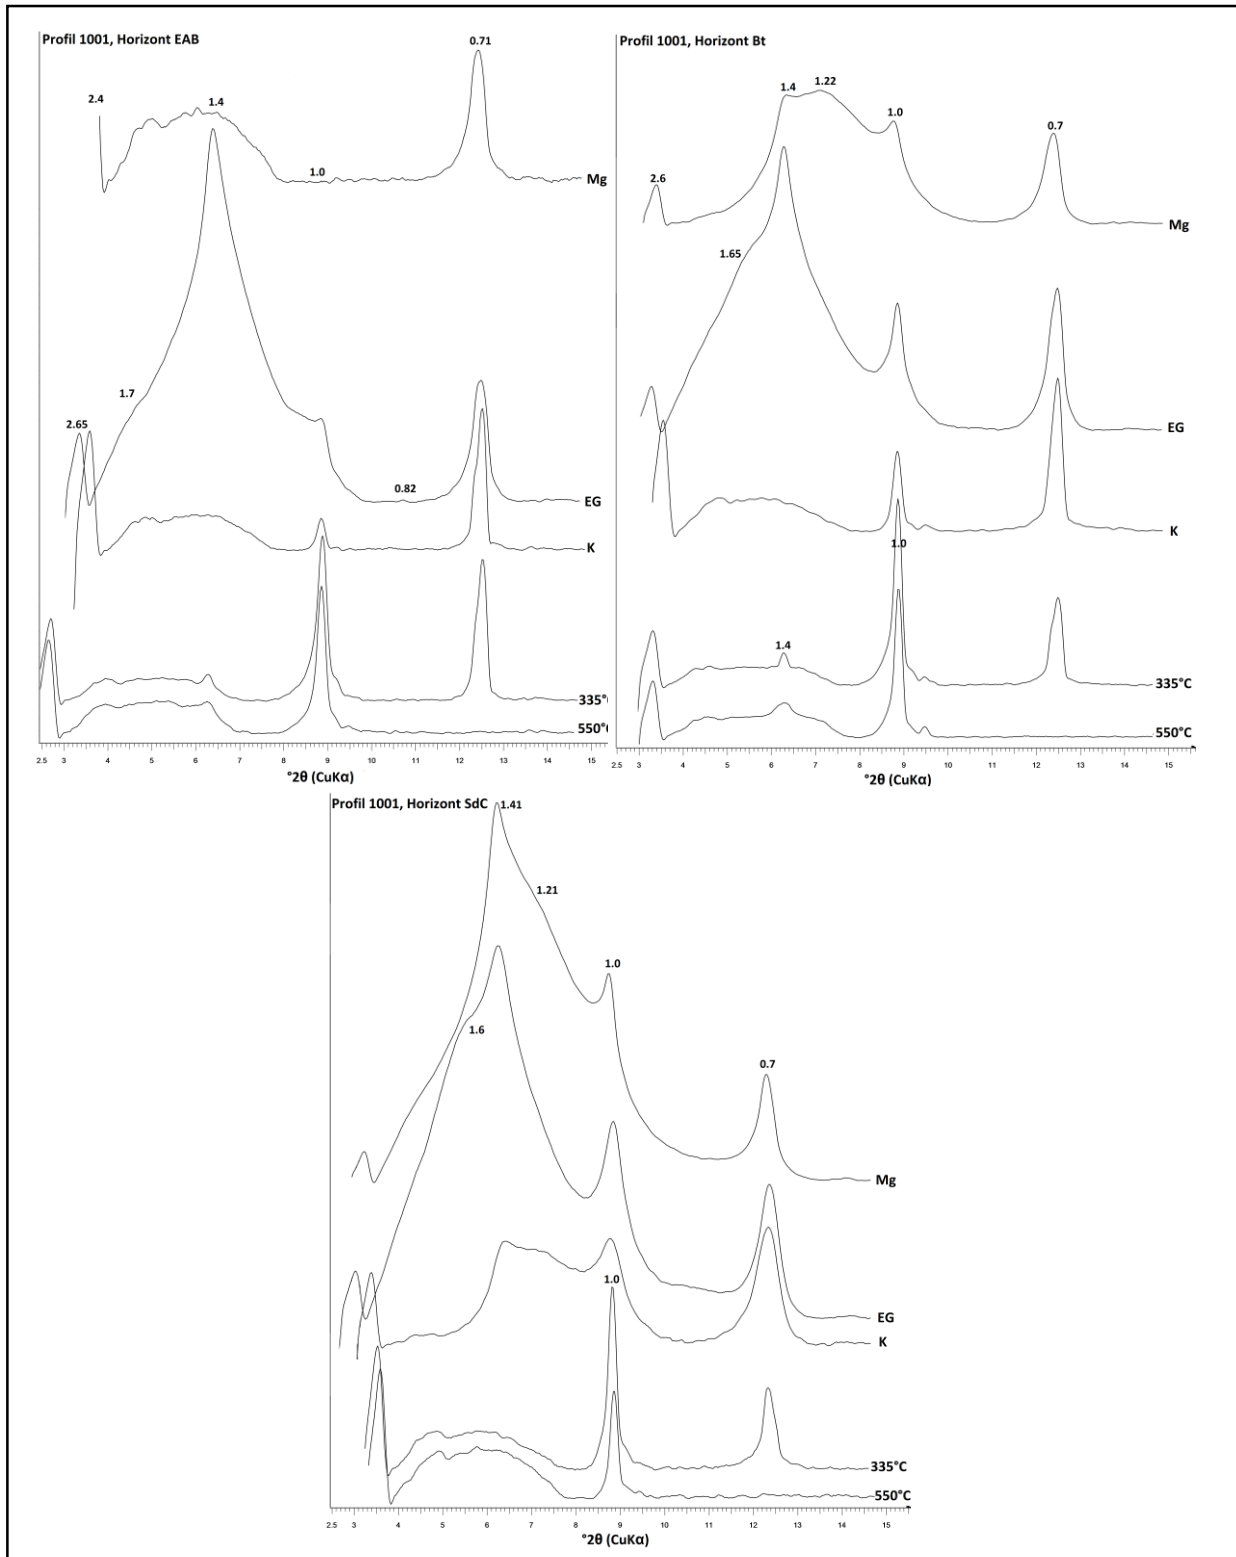 Profil 1001, Horizont EAB
0.71
2.4
1.4
1.0
Mg
1.7
2.65
0.82
EG
K
335°
550°
2.5 3 4 5 6 7 8 9 10 11 12 13 14 15
°2θ (CuKα)
Profil 1001, Horizont Bt
1.4
1.22
1.0
0.7
2.6
Mg
1.65
EG
K
1.0
1.4
335°C
550°C
2.5 3 4 5 6 7 8 9 10 11 12 13 14 15
°2θ (CuKα)
Profil 1001, Horizont SdC
1.41
1.21
1.0
1.6
0.7
Mg
1.0
EG
K
335°C
550°C
2.5 3 4 5 6 7 8 9 10 11 12 13 14 15
°2θ (CuKα)